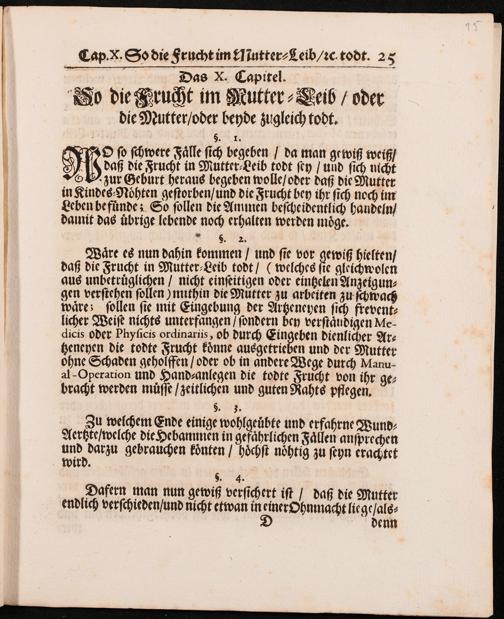 15
Cap. X. So die Frucht im Mutter-Leib/ ꝛc. todt. 25
Das X. Capitel.
So die Frucht im Mutter-Leib / oder
die Mutter/oder beyde zugleich todt.
§. 1.
WO so schwere Fälle sich begeben / da man gewiß weiß/
daß die Frucht in Mutter-Leib todt sey / und sich nicht
zur Geburt heraus begeben wolle/oder daß die Mutter
in Kindes-Nöhten gestorben/und die Frucht bey ihr sich noch im
Leben befünde; So sollen die Ammen bescheidentlich handeln/
damit das übrige lebende noch erhalten werden möge.
§. 2.
Wäre es nun dahin kommen / und sie vor gewiß hielten/
daß die Frucht in Mutter-Leib todt / (welches sie gleichwolen
aus unbetrüglichen / nicht einseitigen oder eintzelen Anzeigun-
gen verstehen sollen) muthin die Mutter zu arbeiten zu schwach
wäre; sollen sie mit Eingebung der Artzeneyen sich frevent-
licher Weise nichts unterfangen/sondern bey verständigen Me-
dicis oder Physicis ordinariis, ob durch Eingeben dienlicher Ar-
tzeneyen die todte Frucht könne ausgetrieben und der Mutter
ohne Schaden geholffen/ oder ob in andere Wege durch Manu-
al-Operation und Hand-anlegen die todte Frucht von ihr ge-
bracht werden müsse/zeitlichen und guten Rahts pflegen.
§. 3.
Zu welchem Ende einige wohlgeübte und erfahrne Wund-
Aertzte/welche die Hebammen in gefährlichen Fällen ansprechen
und darzu gebrauchen könten/ höchst nöhtig zu seyn erachtet
wird.
§. 4.
Dafern man nun gewiß versichert ist / daß die Mutter
endlich verschieden/und nicht etwan in einer Ohnmacht liege/als-
D denn